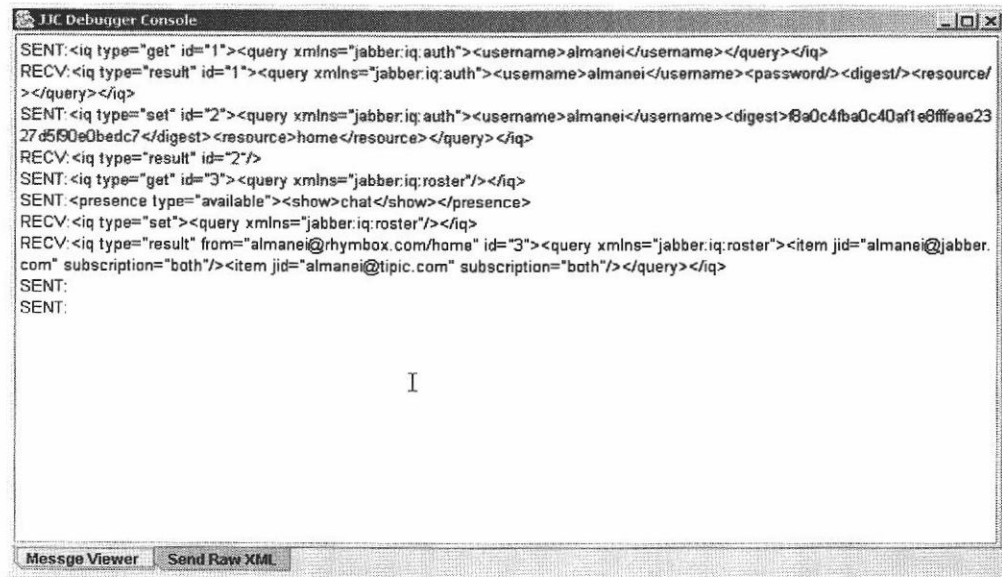 JJC Debugger Console
SENT:<iq type="get" id="1"><query xmlns="jabber:iq:auth"><username>almanei</username></query></iq>
RECV:<iq type="result" id="1"><query xmlns="jabber:iq:auth"><username>almanei</username><password/><digest/><resource/
></query></iq>
SENT:<iq type="set" id="2"><query xmlns="jabber:iq:auth"><username>almanei</username><digest>f8a0c4fba0c40af1e8fffeae23
27d5f90e0bedc7</digest><resource>home</resource></query></iq>
RECV:<iq type="result" id="2"/>
SENT:<iq type="get" id="3"><query xmlns="jabber:iq:roster"/></iq>
SENT:<presence type="available"><show>chat</show></presence>
RECV:<iq type="set"><query xmlns="jabber:iq:roster"/></iq>
RECV:<iq type="result" from="almanei@rhymbox.com/home" id="3"><query xmlns="jabber:iq:roster"><item jid="almanei@jabber.
com" subscription="both"/><item jid="almanei@tipic.com" subscription="both"/></query></iq>
SENT:
SENT:
Messge Viewer
Send Raw XML